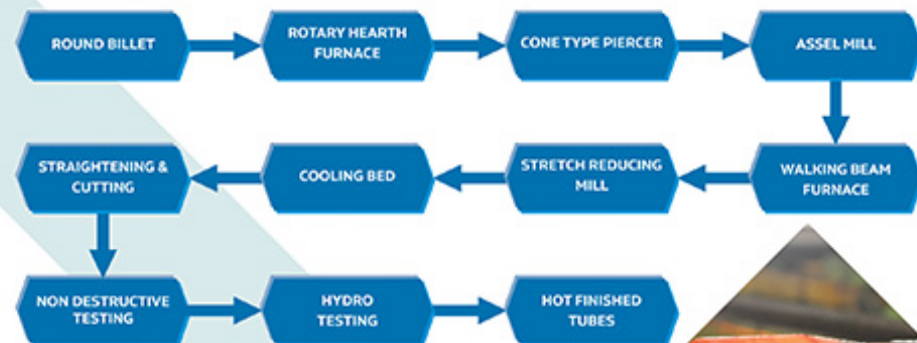 ROUND BILLET
ROTARY HEARTH
FURNACE
CONE TYPE PIERCER
ASSEL MILL
WALKING BEAM
FURNACE
STRETCH REDUCING
MILL
COOLING BED
STRAIGHTENING &
CUTTING
NON DESTRUCTIVE
TESTING
HYDRO
TESTING
HOT FINISHED
TUBES